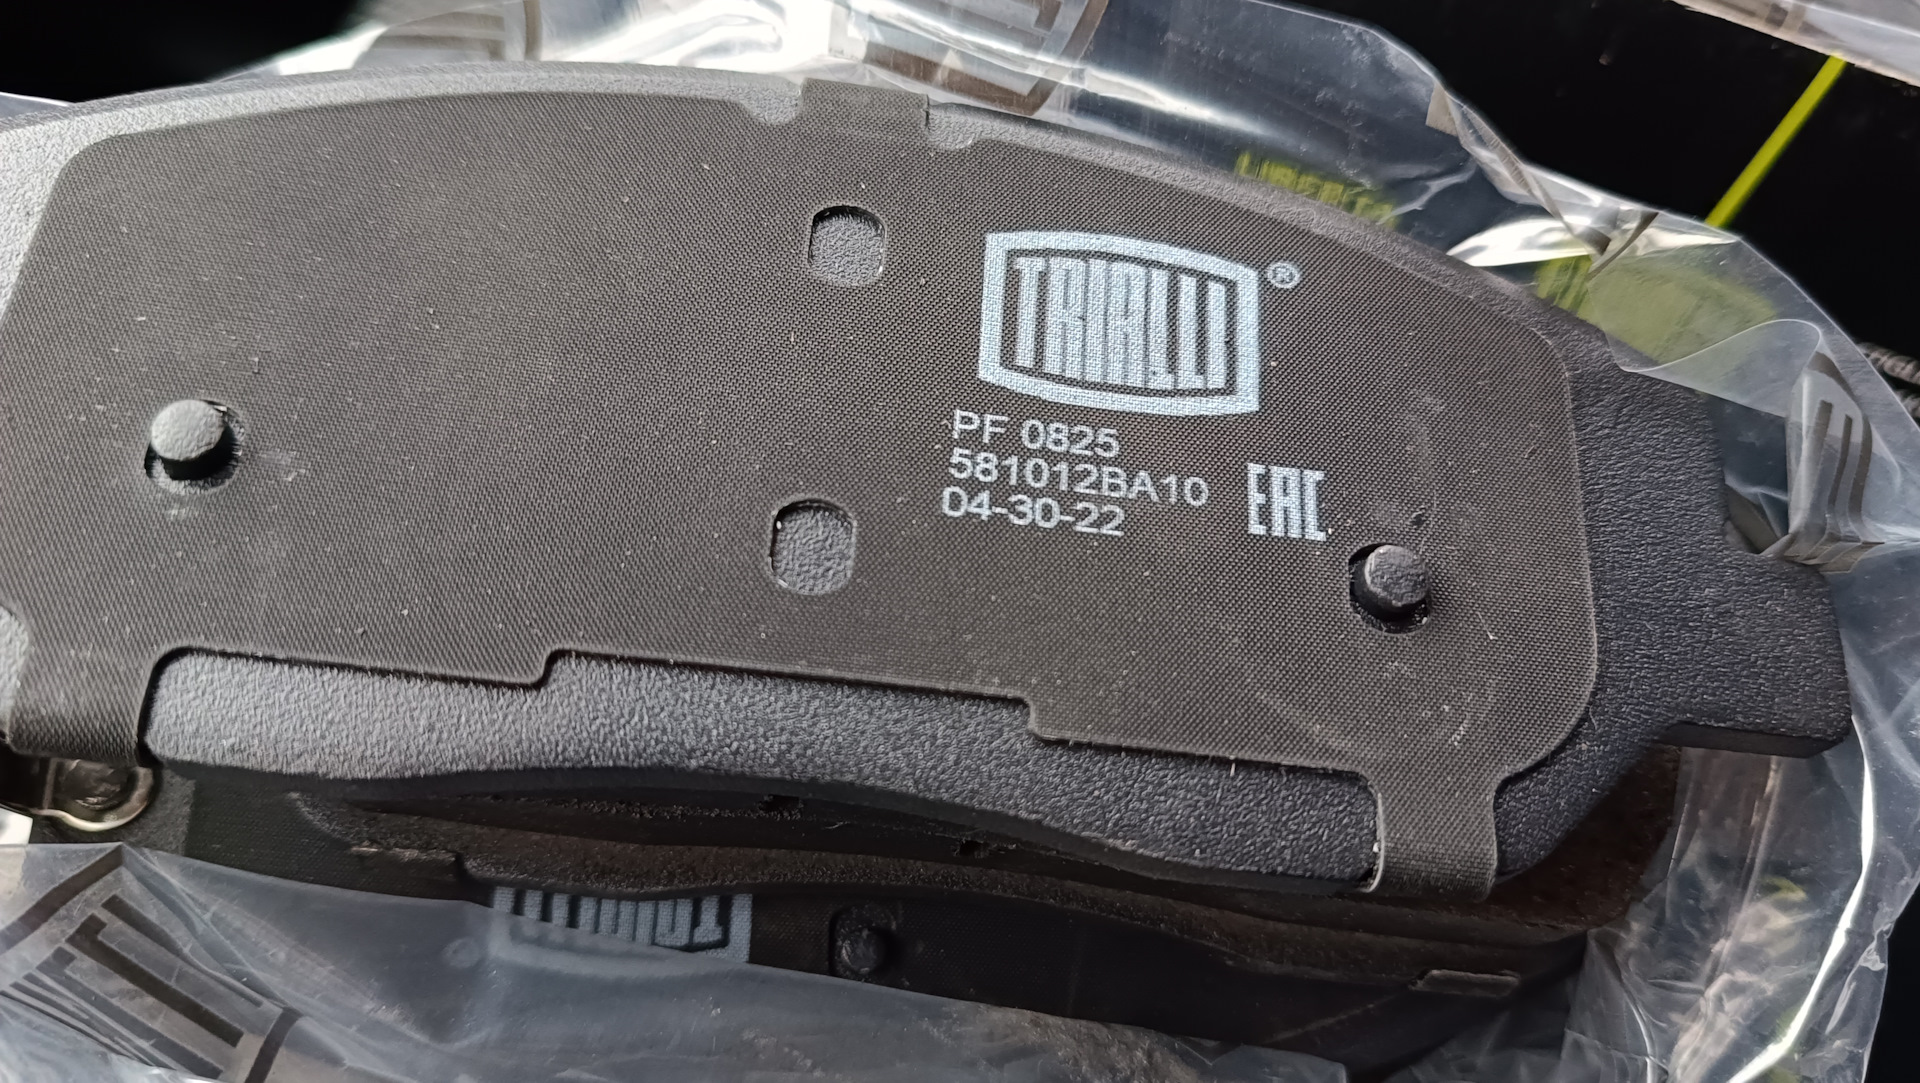 TRIALLI ®
PF 0825
581012BA10
04-30-22
EAC